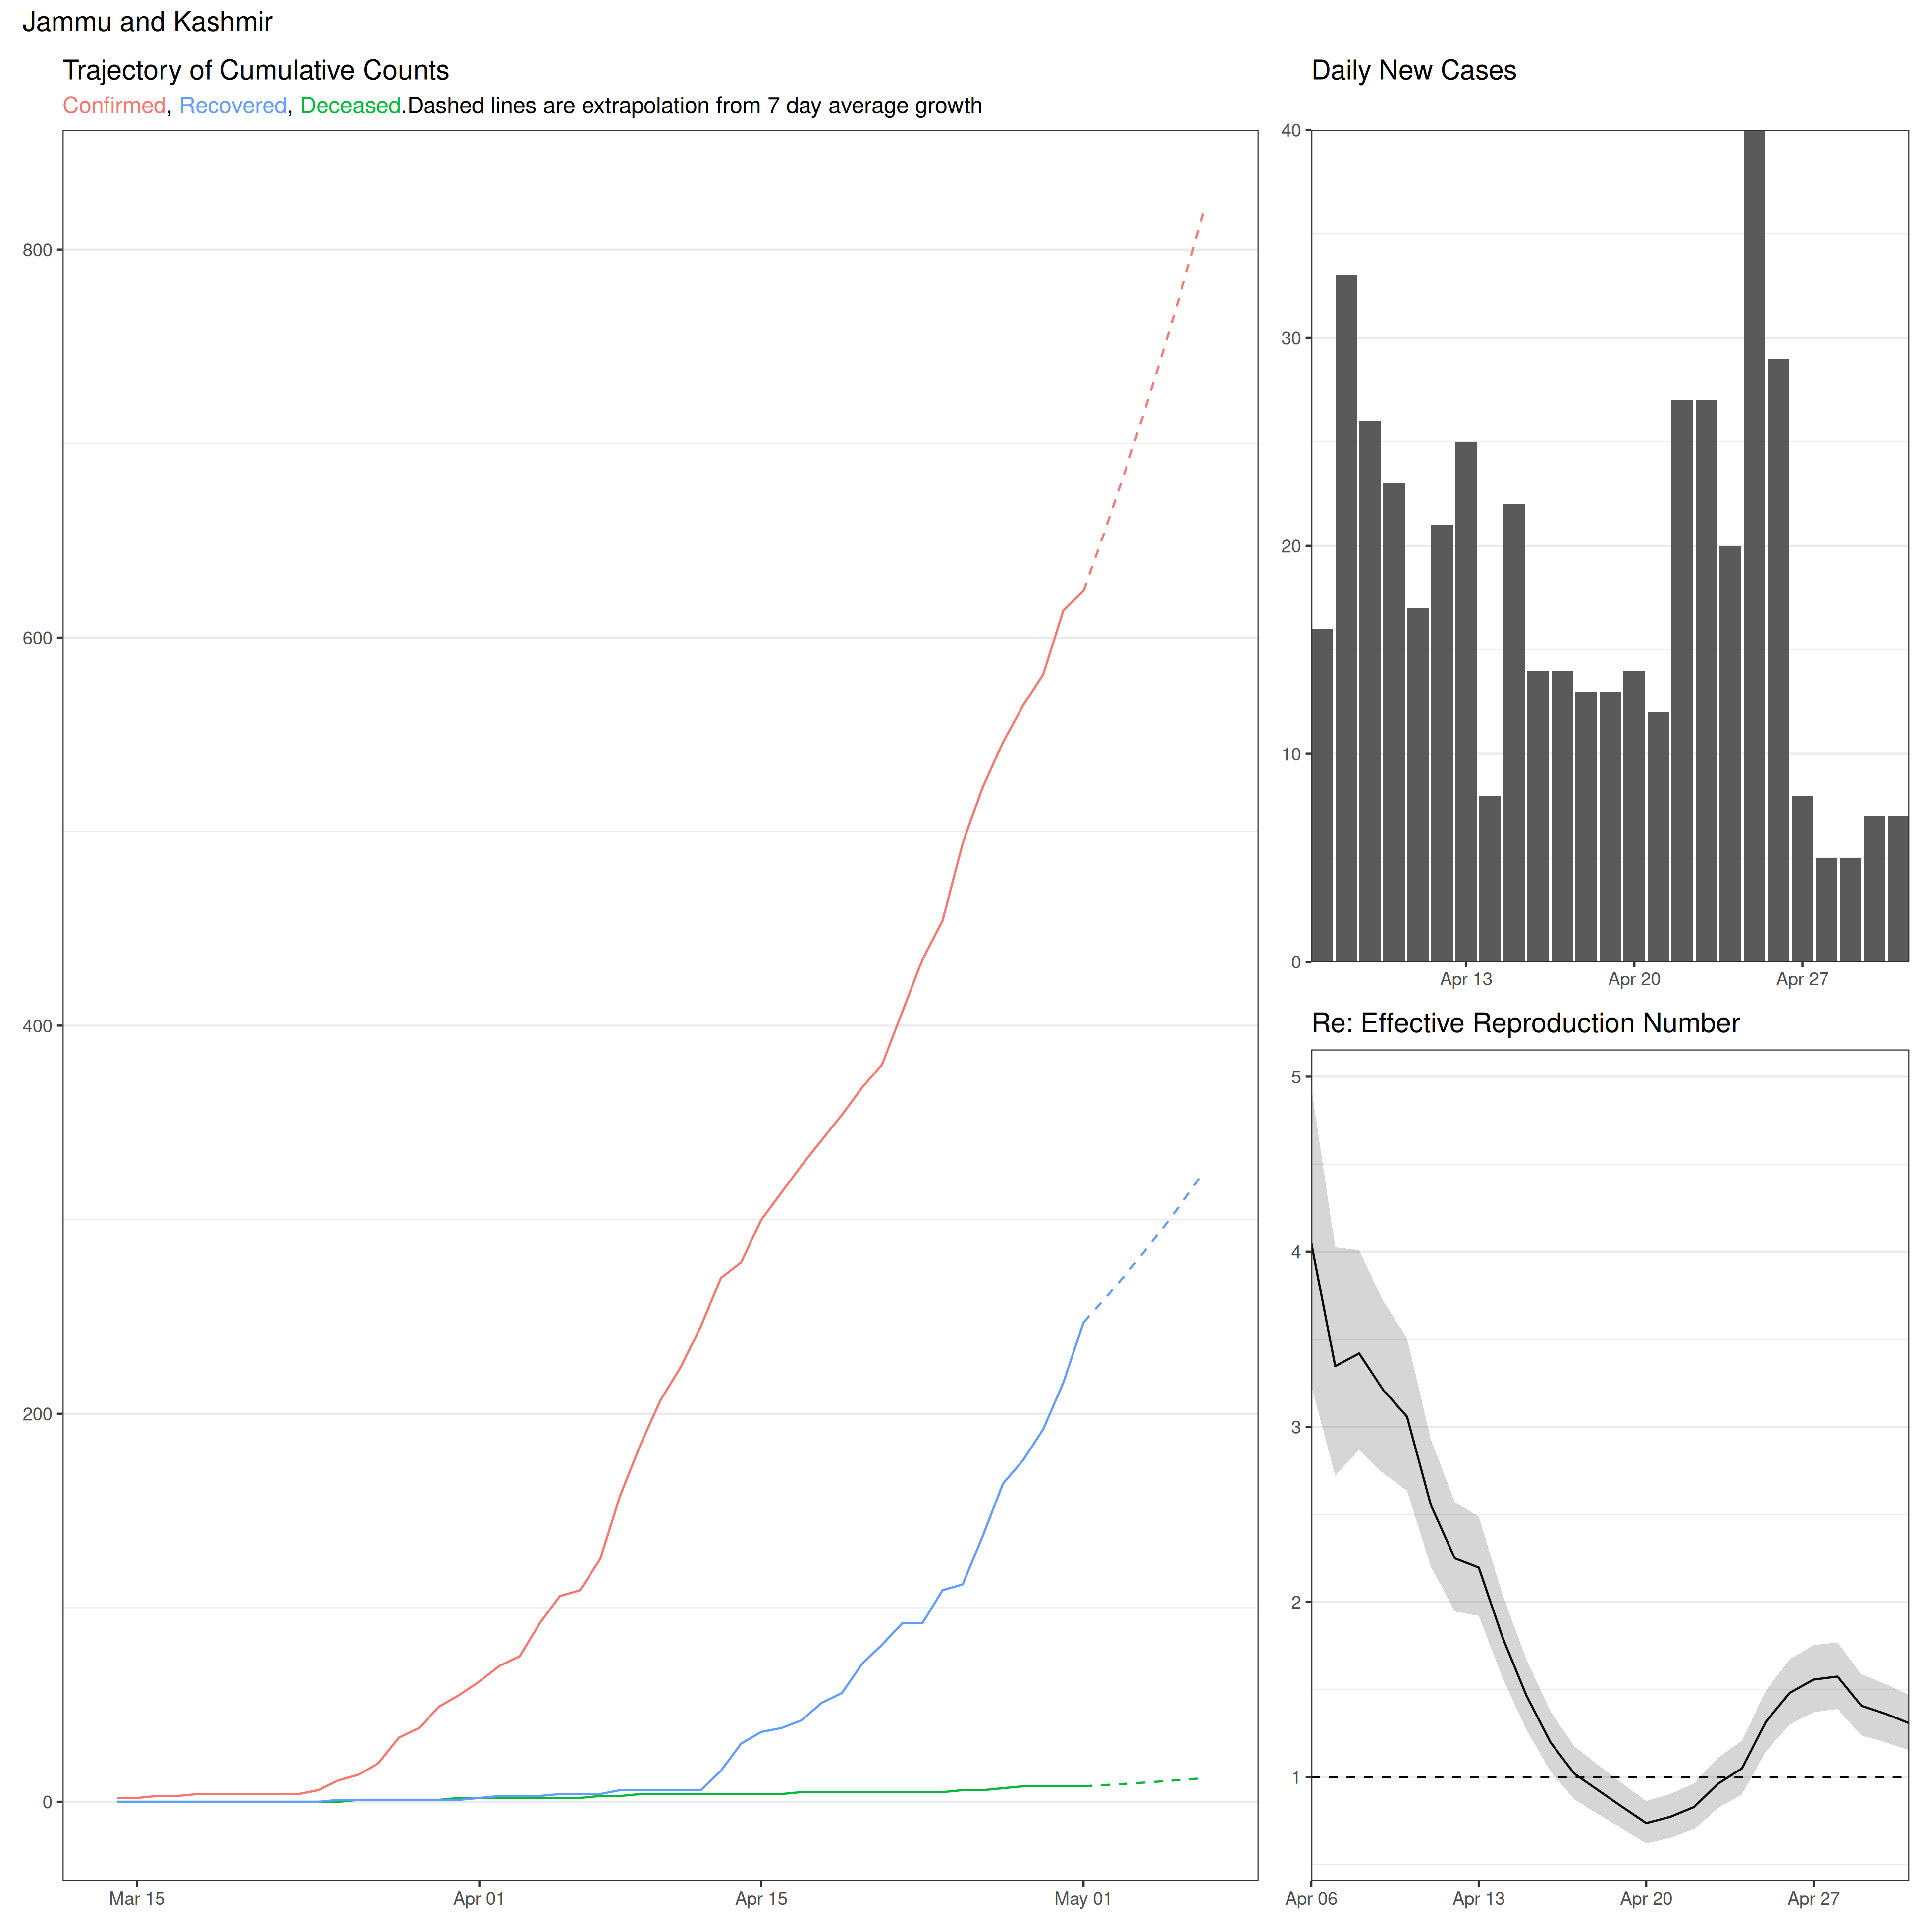 Jammu and Kashmir
Trajectory of Cumulative Counts
Confirmed, Recovered, Deceased.Dashed lines are extrapolation from 7 day average growth
800
600
400
200
0
Mar 15 Apr 01 Apr 15 May 01
Daily New Cases
40
30
20
10
0
Apr 13 Apr 20 Apr 27
Re: Effective Reproduction Number
5
4
3
2
1
Apr 06 Apr 13 Apr 20 Apr 27